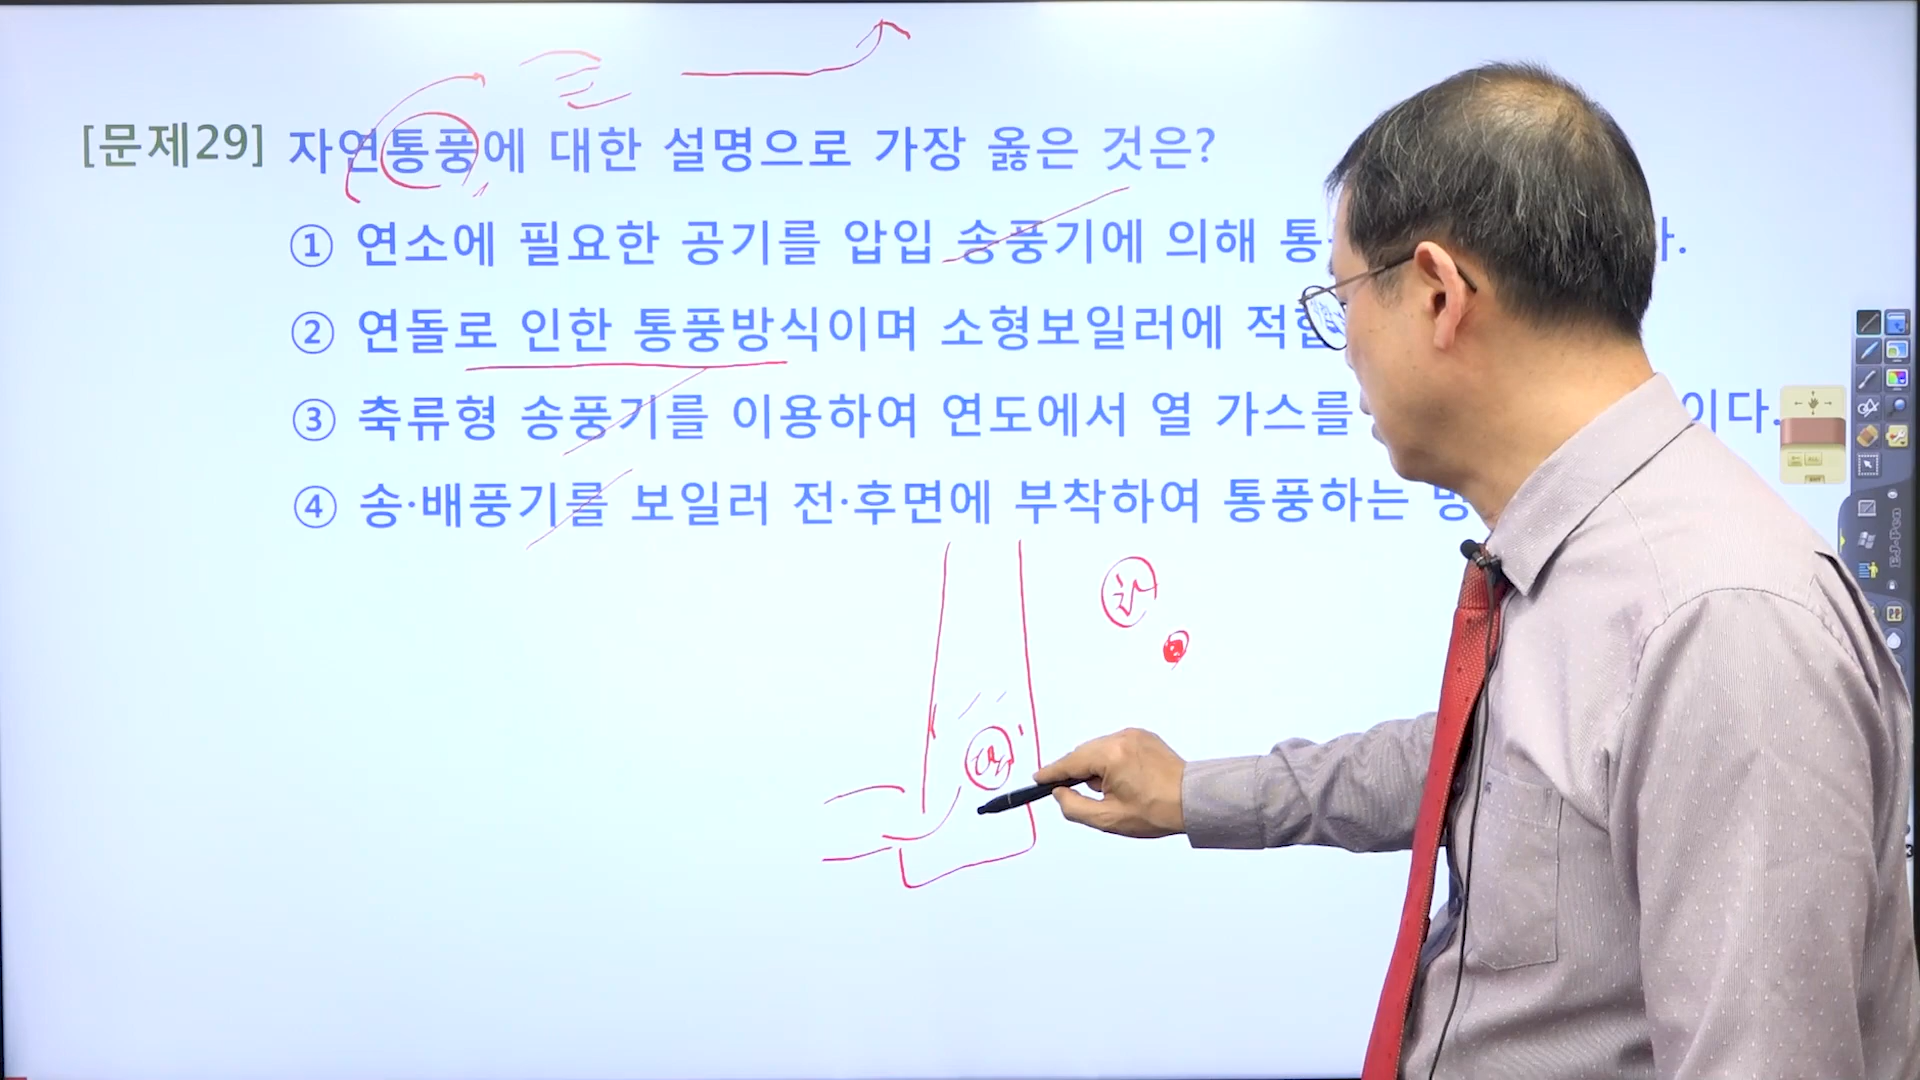 [문제29] 자연통풍에 대한 설명으로 가장 옳은 것은?
① 연소에 필요한 공기를 압입 송풍기에 의해 통
② 연돌로 인한 통풍방식이며 소형보일러에 적합
③ 축류형 송풍기를 이용하여 연도에서 열 가스를 이다.
④ 송·배풍기를 보일러 전·후면에 부착하여 통풍하는 방